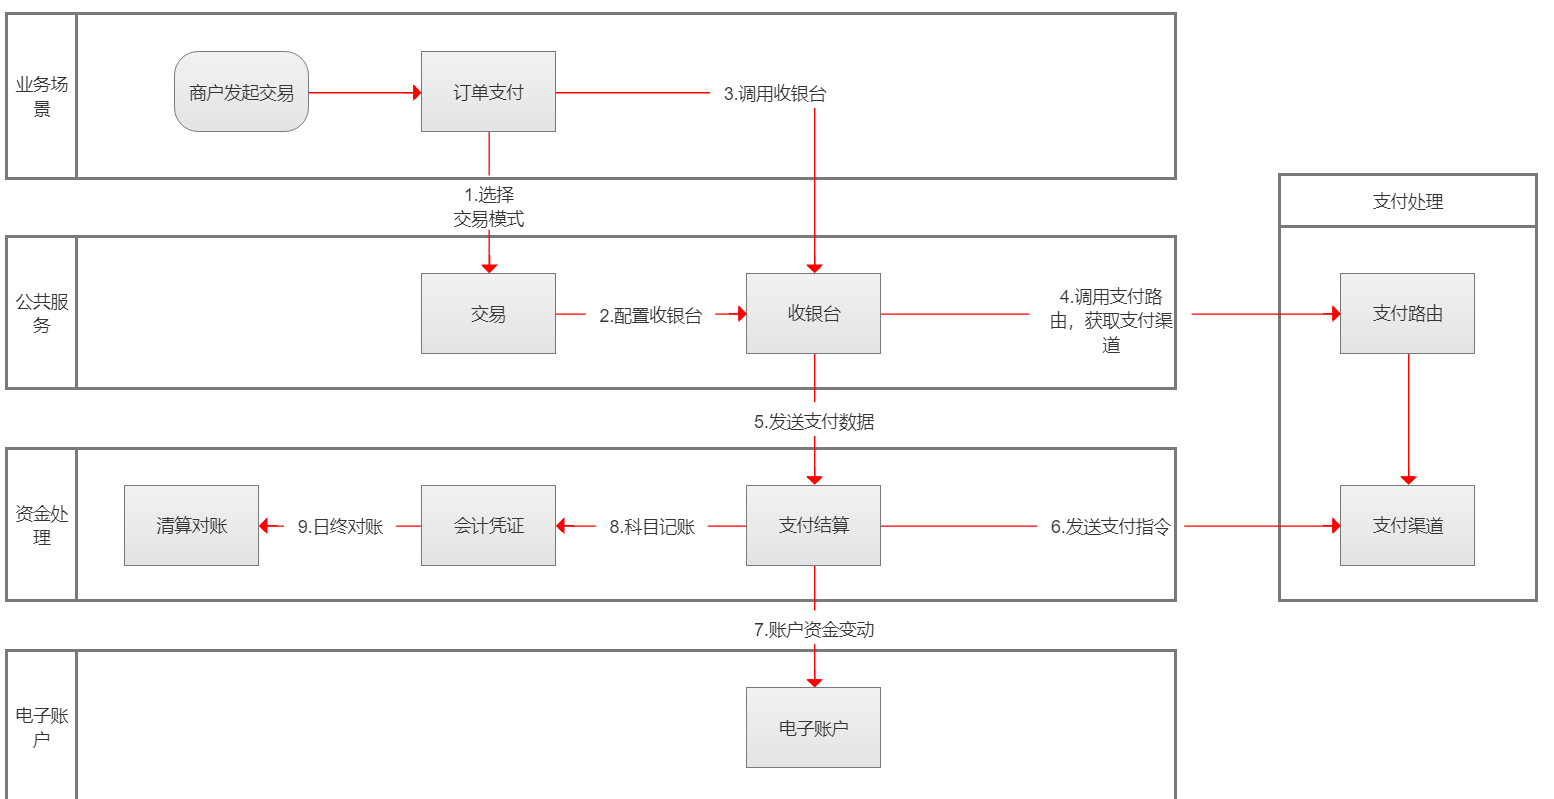 业务场
景
商户发起交易
订单支付
3.调用收银台
1.选择
交易模式
支付处理
公共服
务
交易
2.配置收银台
收银台
4.调用支付路
由，获取支付渠
道
支付路由
5.发送支付数据
资金处
理
清算对账
9.日终对账
会计凭证
8.科目记账
支付结算
6.发送支付指令
支付渠道
7.账户资金变动
电子账
户
电子账户